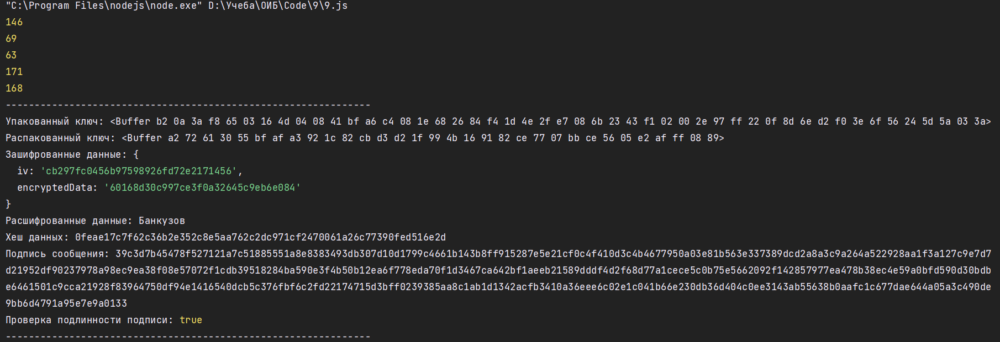 "C:\Program Files\nodejs\node.exe" D:\Учеба\ОИБ\Code\9\9.js
146
69
63
171
168
---------------------------------------------------------------
Упакованный ключ: <Buffer b2 0a 3a f8 65 03 16 4d 04 08 41 bf a6 c4 08 1e 68 26 84 f4 1d 4e 2f e7 08 6b 23 43 f1 02 00 2e 97 ff 22 0f 8d 6e d2 f0 3e 6f 56 24 5d 5a 03 3a>
Распакованный ключ: <Buffer a2 72 61 30 55 bf af a3 92 1c 82 cb d3 d2 1f 99 4b 16 91 82 ce 77 07 bb ce 56 05 e2 af ff 08 89>
Зашифрованные данные: {
  iv: 'cb297fc0456b97598926fd72e2171456',
  encryptedData: '60168d30c997ce3f0a32645c9eb6e084'
}
Расшифрованные данные: Банкузов
Хеш данных: 0feae17c7f62c36b2e352c8e5aa762c2dc971cf2470061a26c77390fed516e2d
Подпись сообщения: 39c3d7b45478f527121a7c51885551a8e8383493db307d10d1799c4661b143b8ff915287e5e21cf0c4f410d3c4b4677950a03e81b563e337389dcd2a8a3c9a264a522928aa1f3a127c9e7d7
d21952df90237978a98ec9ea38f08e57072f1cdb39518284ba590e3f4b50b12ea6f778eda70f1d3467ca642bf1aeeb21589dddf4d2f68d77a1cece5c0b75e5662092f142857977ea478b38ec4e59a0bfd590d30bdb
e6461501c9cca21928f83964750df94e1416540dcb5c376fbf6c2fd22174715d3bff0239385aa8c1ab1d1342acfb3410a36eee6c02e1c041b66e230db36d404c0ee3143ab55638b0aafc1c677dae644a05a3c490de
9bb6d4791a95e7e9a0133
Проверка подлинности подписи: true
---------------------------------------------------------------